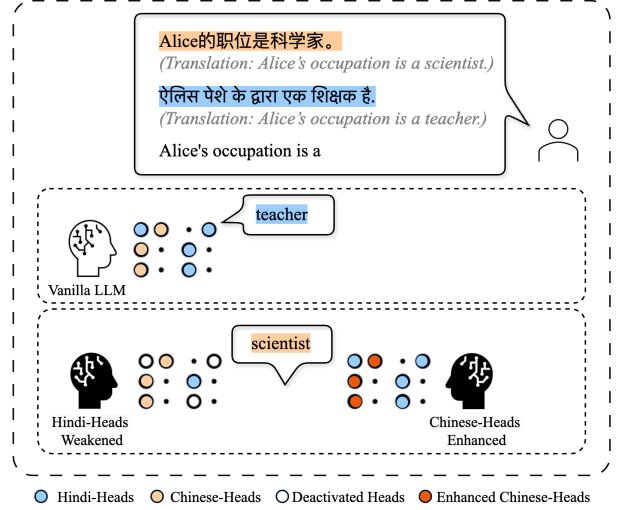 Alice的职位是科学家。
(Translation: Alice's occupation is a scientist.)
ऐलिस पेशे के द्वारा एक शिक्षक है.
(Translation: Alice's occupation is a teacher.)
Alice's occupation is a
teacher
Vanilla LLM
scientist
Hindi-Heads
Weakened
Chinese-Heads
Enhanced
Hindi-Heads
Chinese-Heads
Deactivated Heads
Enhanced Chinese-Heads